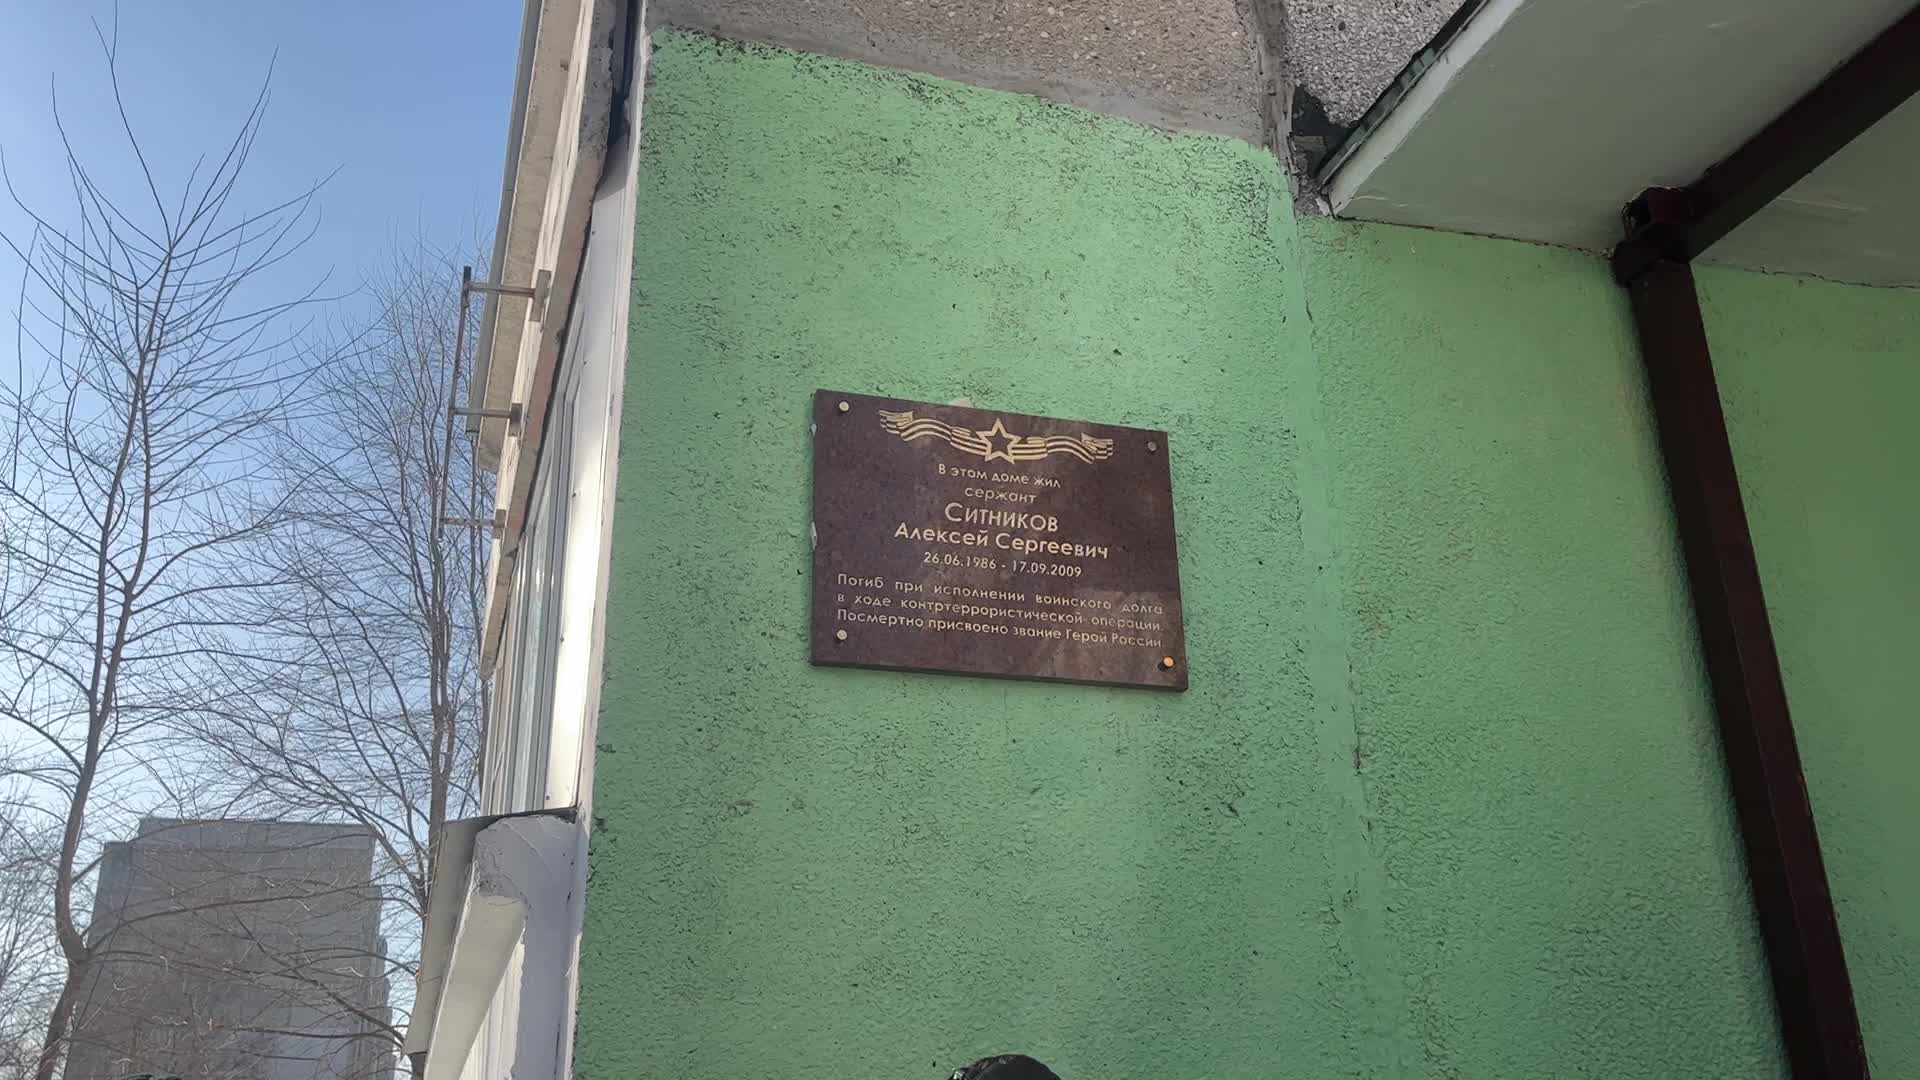 В этом доме жил
сержант
СИТНИКОВ
Алексей Сергеевич
26.06.1986 - 17.09.2009
Погиб при исполнении воинского долга
в ходе контртеррористической операции.
Посмертно присвоено звание Герой России